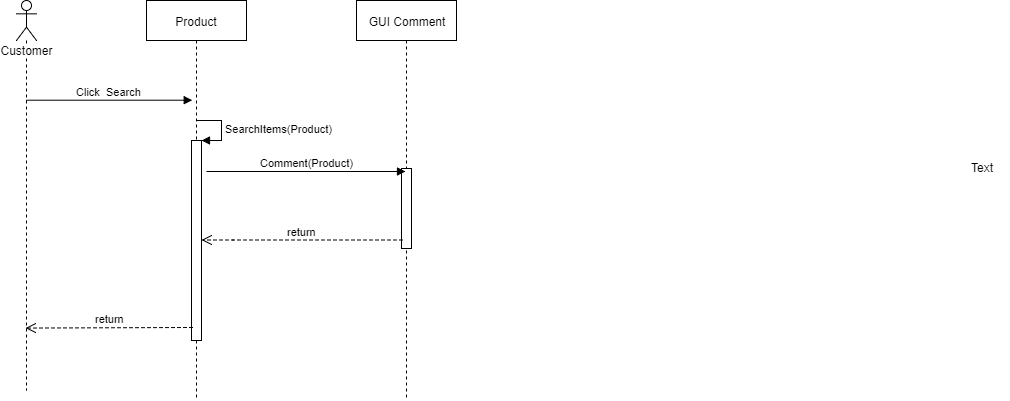 Product
GUI Comment
Customer
Click Search
SearchItems(Product)
Comment(Product)
Text
return
return